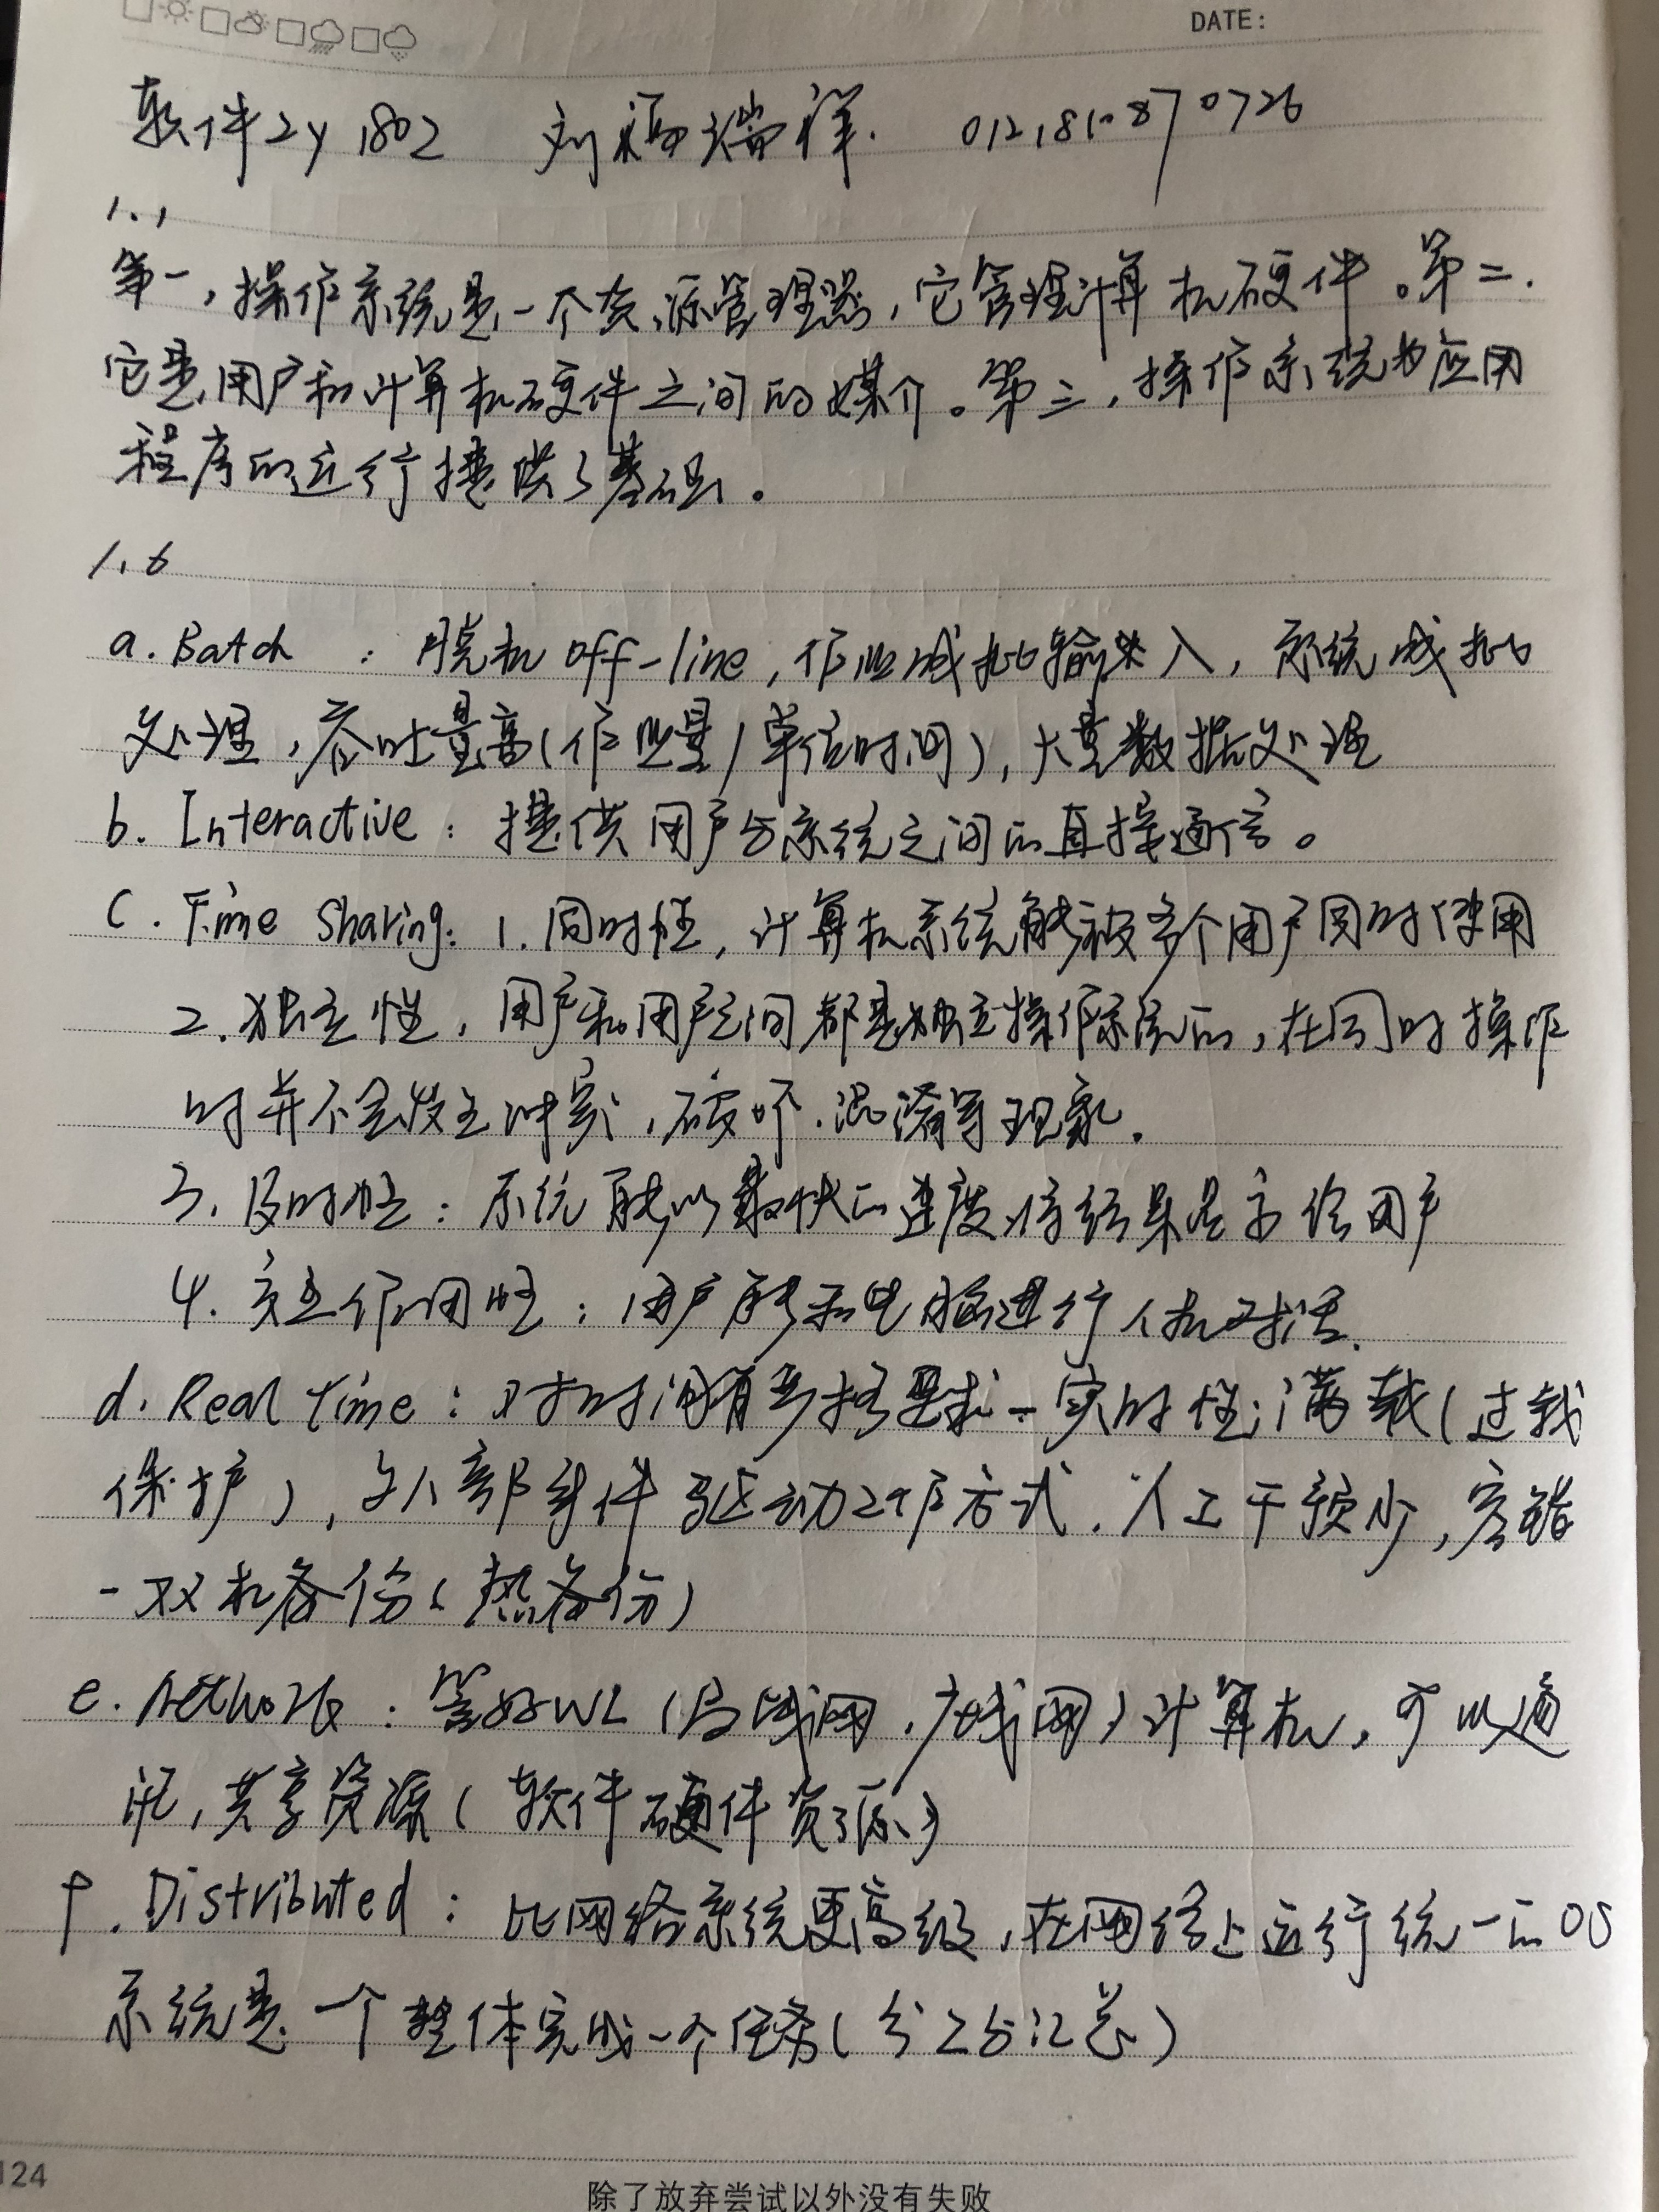 DATE:
软件zy1802 刘福瑞祥. 0121810870726
1.1
第一,操作系统是一个资源管理器,它管理计算机硬件。第二.
它是用户和计算机硬件之间的媒介。第三,操作系统为应用
程序的运行提供了基础。
1.6
a. Batch : 脱机off-line,作业成批输入,系统成批
处理,吞吐量高(作业量/单位时间),大量数据处理
b. Interactive: 提供用户与系统之间的直接通信。
c. Time Sharing: 1.同时性,计算机系统能被多个用户同时使用
2.独立性,用户和用户之间都是独立操作系统的,在同时操作
时并不会发生冲突,破坏.混淆等现象.
3.及时性:系统能以最快的速度将结果显示给用户
4.交互作用性:用户能和电脑进行人机对话.
d. Real time:对时间有严格要求-实时性;满载(过载
保护),外部事件驱动工作方式.人工干预少,容错
-双机备份(热备份)
e. Network:管好WL(局域网,广域网)计算机,可以通
讯,共享资源(软件硬件资源)
f. Distributed:比网络系统更高级,在网络上运行统一的OS
系统是一个整体完成一个任务(分工与汇总)
124
除了放弃尝试以外没有失败